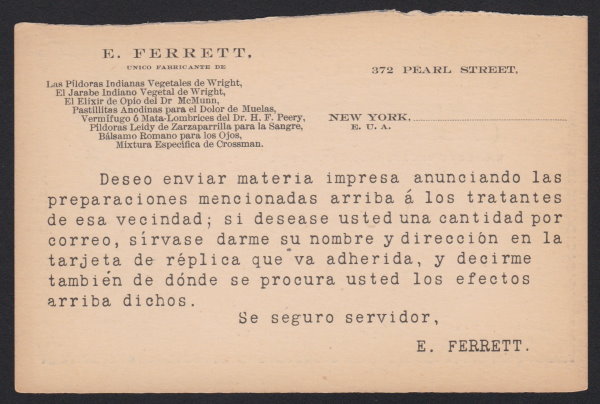 E. FERRETT,
UNICO FABRICANTE DE
Las Píldoras Indianas Vegetales de Wright,
El Jarabe Indiano Vegetal de Wright,
El Elixir de Opio del Dr McMunn,
Pastillitas Anodinas para el Dolor de Muelas,
Vermífugo ó Mata-Lombrices del Dr. H. F. Peery,
Píldoras Leidy de Zarzaparrilla para la Sangre,
Bálsamo Romano para los Ojos,
Mixtura Especifica de Crossman.
372 PEARL STREET,
NEW YORK,
E. U. A.
Deseo enviar materia impresa anunciando las
preparaciones mencionadas arriba á los tratantes
de esa vecindad; si desease usted una cantidad por
correo, sírvase darme su nombre y dirección en la
tarjeta de réplica que va adherida, y decirme
también de dónde se procura usted los efectos
arriba dichos.
Se seguro servidor,
E. FERRETT.